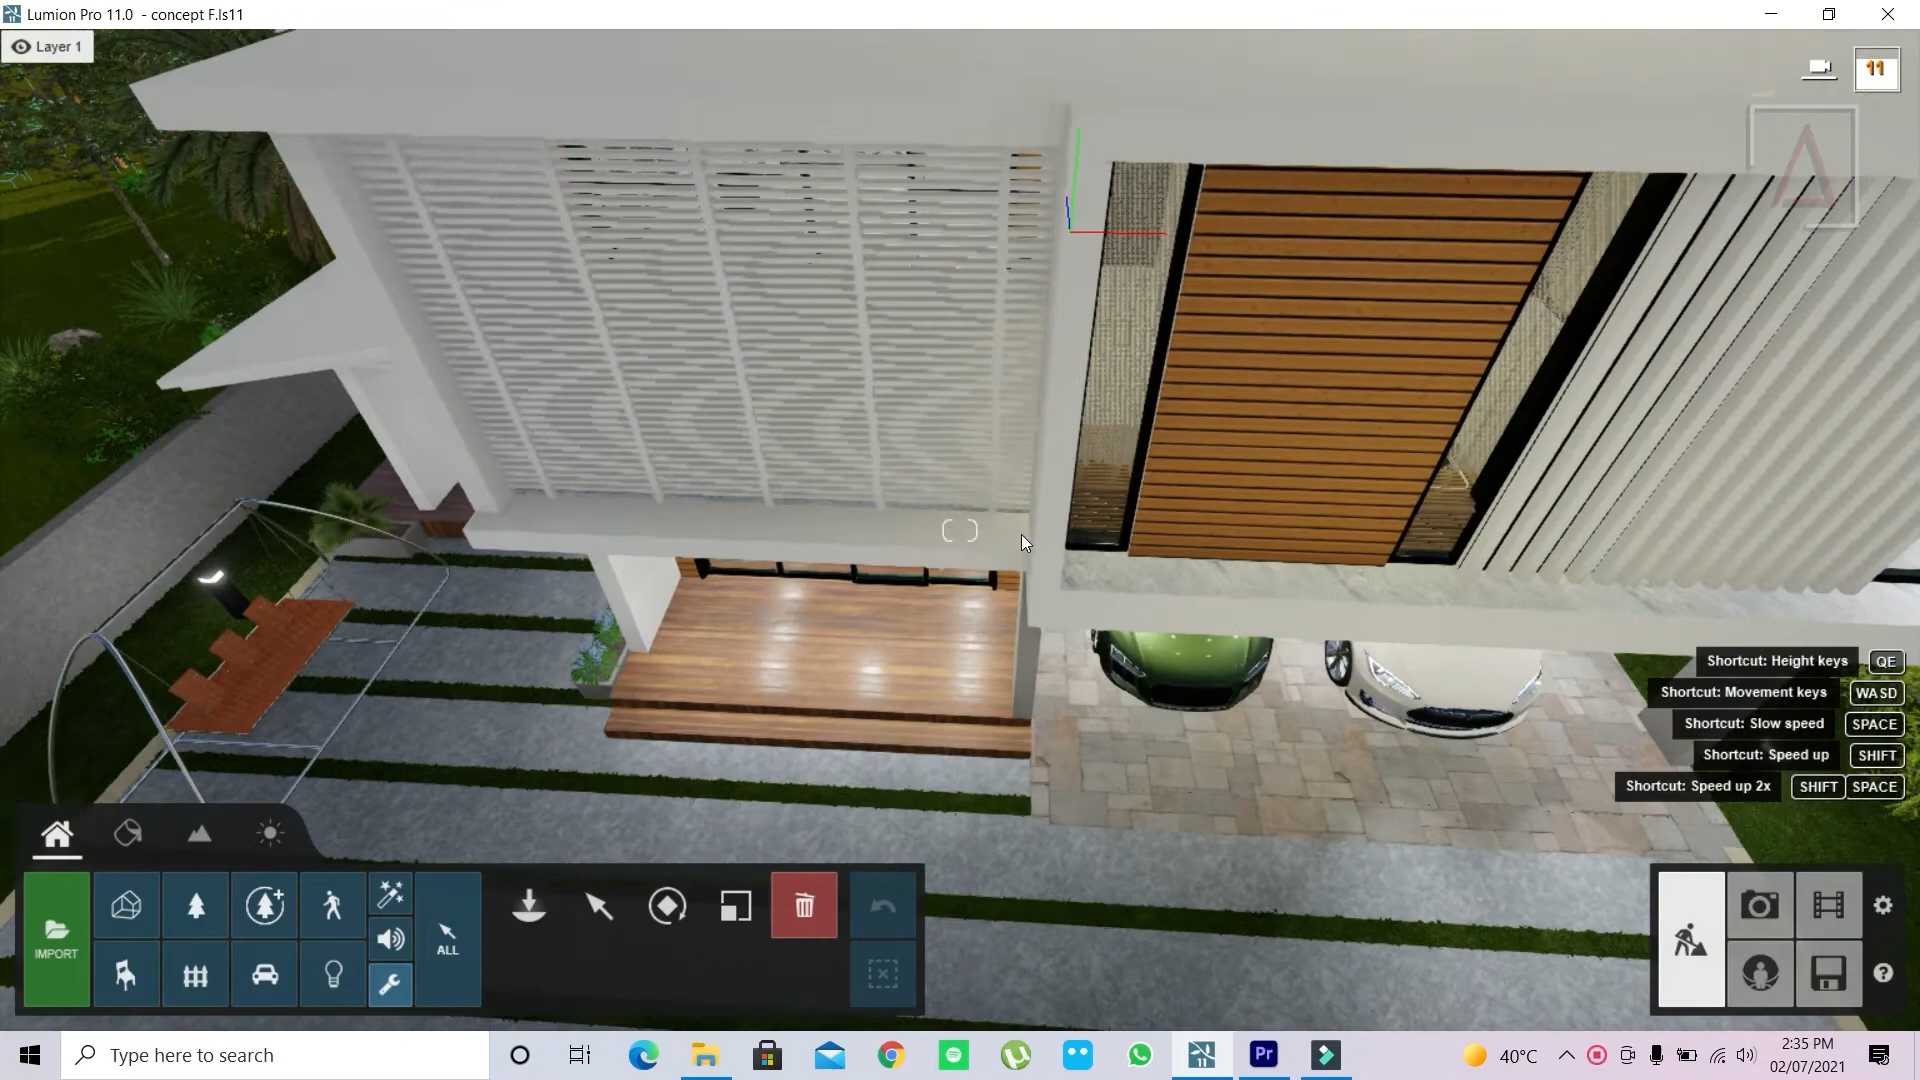 Lumion Pro 11.0 - concept F.ls11
Layer 1
11
Shortcut: Height keys QE
Shortcut: Movement keys WASD
Shortcut: Slow speed SPACE
Shortcut: Speed up SHIFT
Shortcut: Speed up 2x SHIFT SPACE
IMPORT
ALL
Type here to search
11
Pr
40°C
2:35 PM
02/07/2021